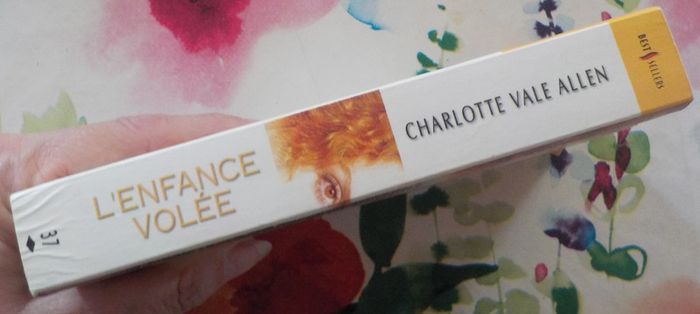 L'ENFANCE
VOLÉE
CHARLOTTE VALE ALLEN
BEST SELLERS
37